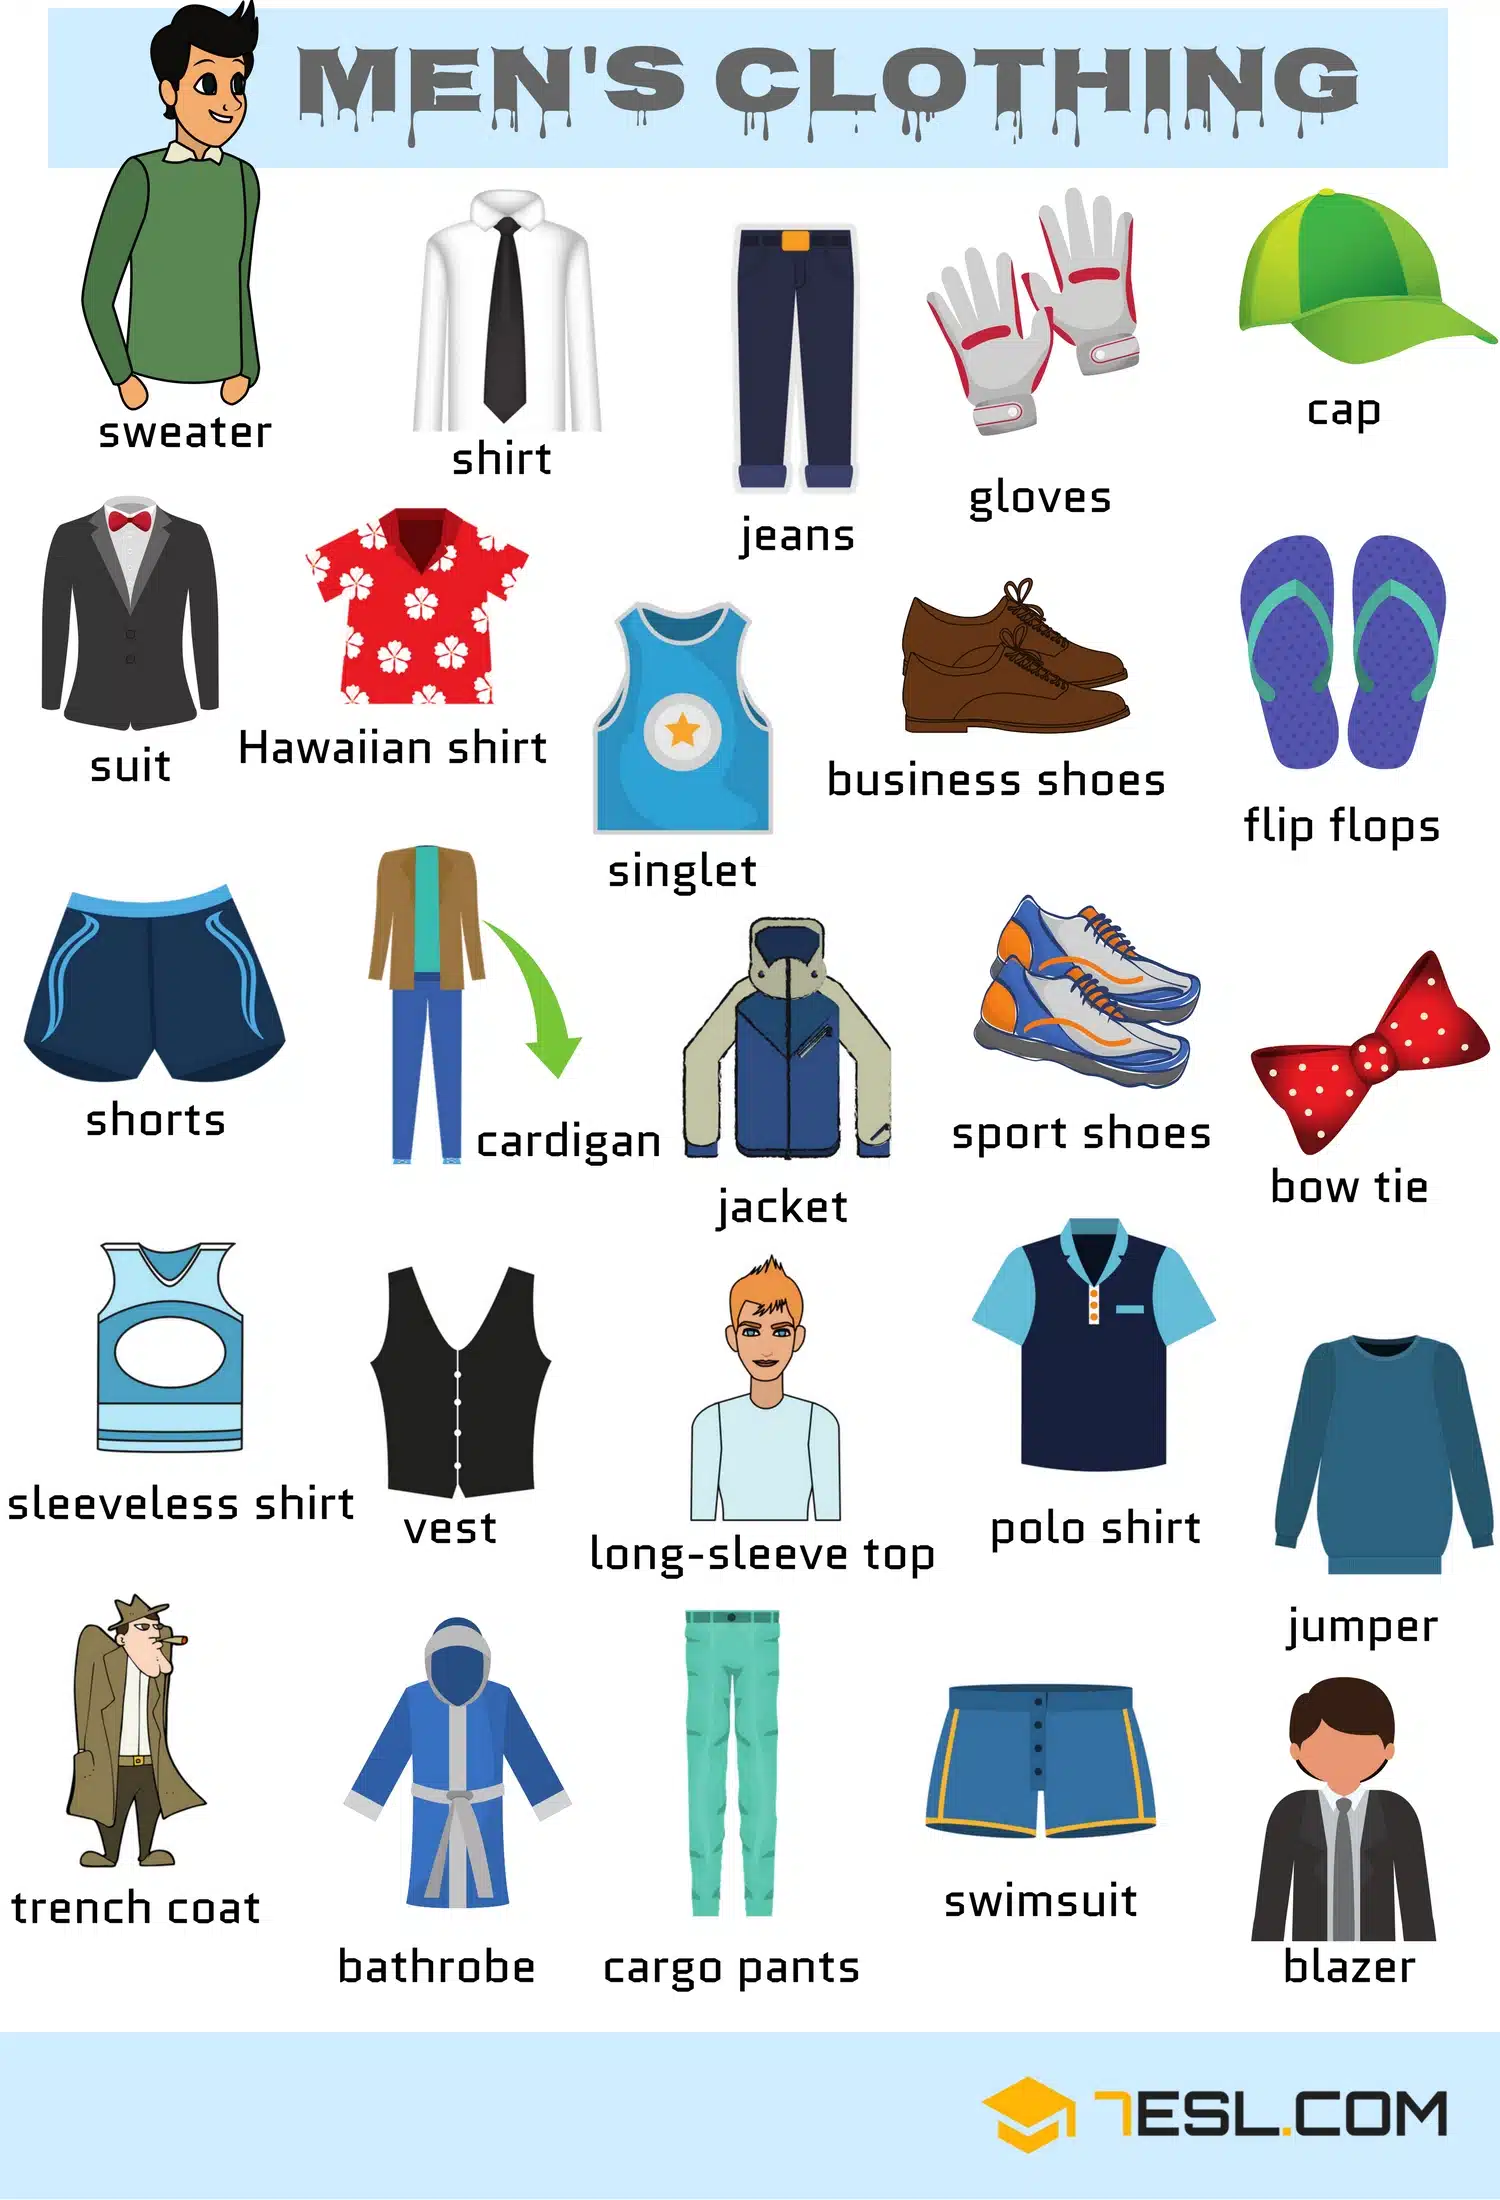 MEN'S CLOTHING
sweater
shirt
jeans
gloves
cap
suit
Hawaiian shirt
singlet
business shoes
flip flops
shorts
cardigan
jacket
sport shoes
bow tie
sleeveless shirt
vest
long-sleeve top
polo shirt
jumper
trench coat
bathrobe
cargo pants
swimsuit
blazer
7ESL.COM